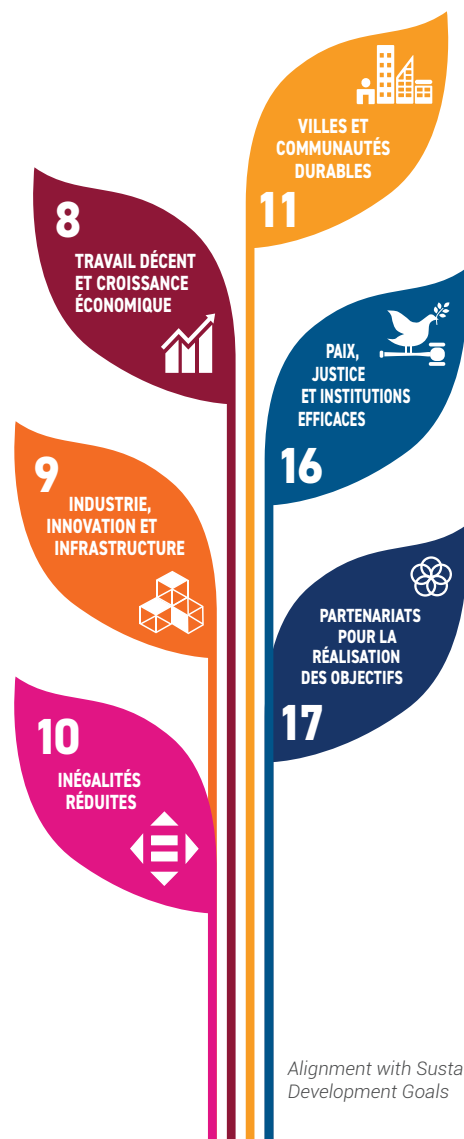 8
TRAVAIL DÉCENT
ET CROISSANCE
ÉCONOMIQUE
9
INDUSTRIE,
INNOVATION ET
INFRASTRUCTURE
10
INÉGALITÉS
RÉDUITES
VILLES ET
COMMUNAUTÉS
DURABLES
11
PAIX,
JUSTICE
ET INSTITUTIONS
EFFICACES
16
PARTENARIATS
POUR LA
RÉALISATION
DES OBJECTIFS
17
Alignment with
Development Goals